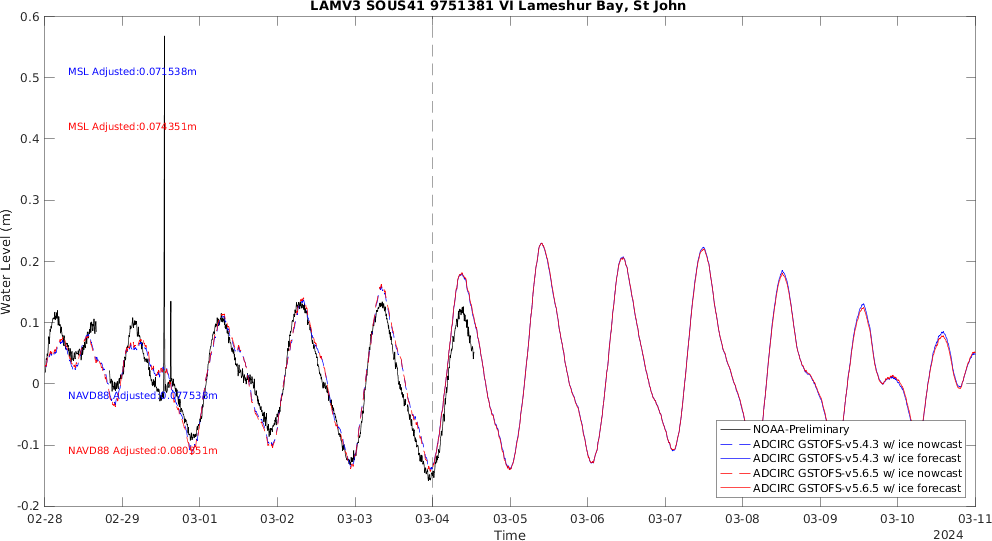 LAMV3 SOUS41 9751381 VI Lameshur Bay, St John
0.6
0.5
0.4
0.3
0.2
0.1
0
-0.1
-0.2
Water Level (m)
MSL Adjusted:0.071538m
MSL Adjusted:0.074351m
NAVD88 Adjusted:0.077538m
NAVD88 Adjusted:0.080351m
NOAA-Preliminary
ADCIRC GSTOFS-v5.4.3 w/ ice nowcast
ADCIRC GSTOFS-v5.4.3 w/ ice forecast
ADCIRC GSTOFS-v5.6.5 w/ ice nowcast
ADCIRC GSTOFS-v5.6.5 w/ ice forecast
02-28 02-29 03-01 03-02 03-03 03-04 03-05 03-06 03-07 03-08 03-09 03-10 03-11
Time
2024